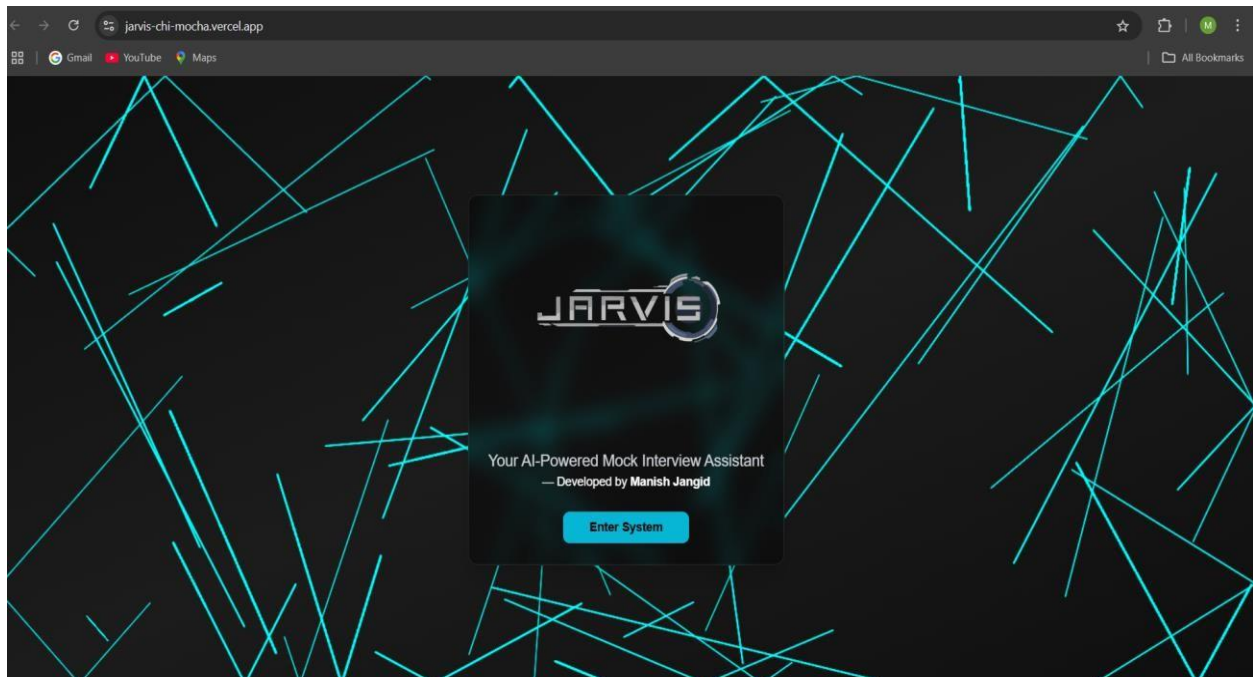 jarvis-chi-mocha.vercel.app
M
Gmail YouTube Maps All Bookmarks
JARVIS
Your AI-Powered Mock Interview Assistant
— Developed by Manish Jangid
Enter System